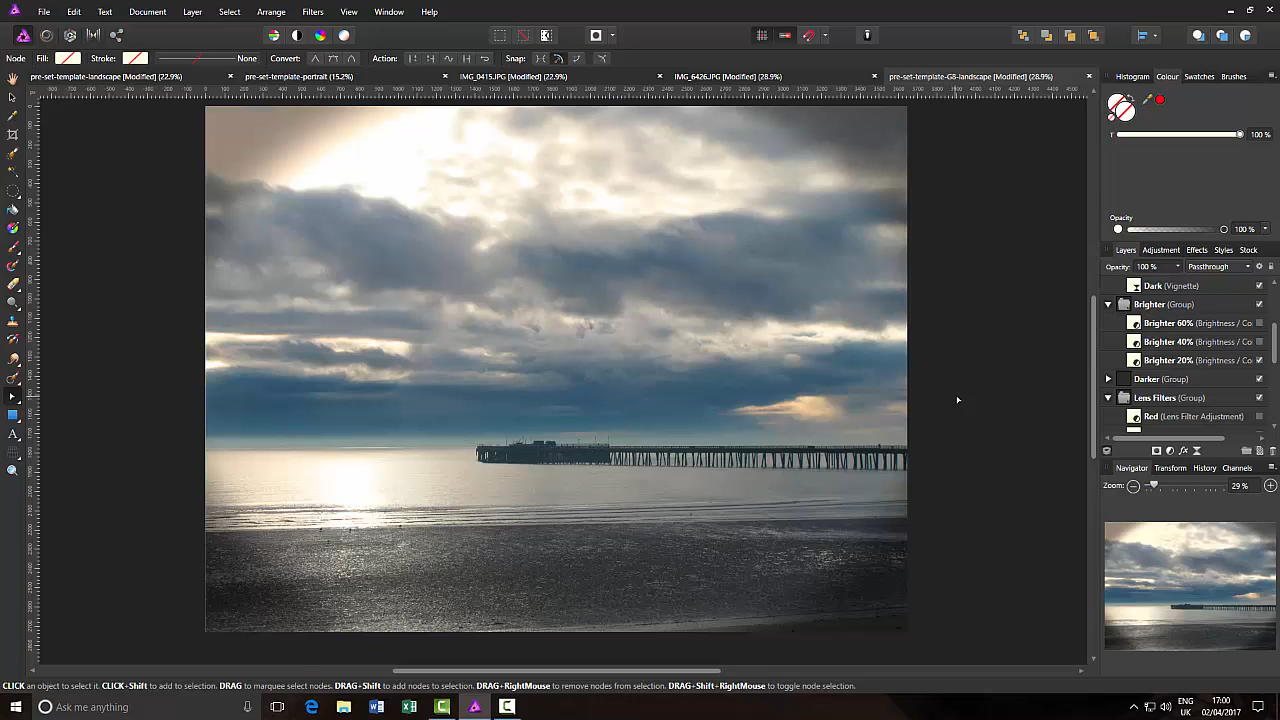 File Edit Text Document Layer Select Arrange Filters View Window Help
Node Fill: Stroke: Convert: Action: Snap:
pre-set-template-landscape [Modified] (22.9%) pre-set-template-portrait (15.2%) IMG_0415.JPG [Modified] (22.9%) IMG_6426.JPG [Modified] (28.9%) pre-set-template-GB-landscape [Modified] (28.9%)
Histogram Colour Swatches Brushes
100 %
Opacity
100 %
Layers Adjustment Effects Styles Stock
Opacity: 100 % Passthrough
Dark (Vignette)
Brighter (Group)
Brighter 60% (Brightness / Co
Brighter 40% (Brightness / Co
Brighter 20% (Brightness / Co
Darker (Group)
Lens Filters (Group)
Red (Lens Filter Adjustment)
Navigator Transform History Channels
Zoom: 29 %
CLICK an object to select it. CLICK+Shift to add to selection. DRAG to marquee select nodes. DRAG+Shift to add nodes to selection. DRAG+RightMouse to remove nodes from selection. DRAG+Shift+RightMouse to toggle node selection.
Ask me anything
ENG
UK
17:00
02/04/2017